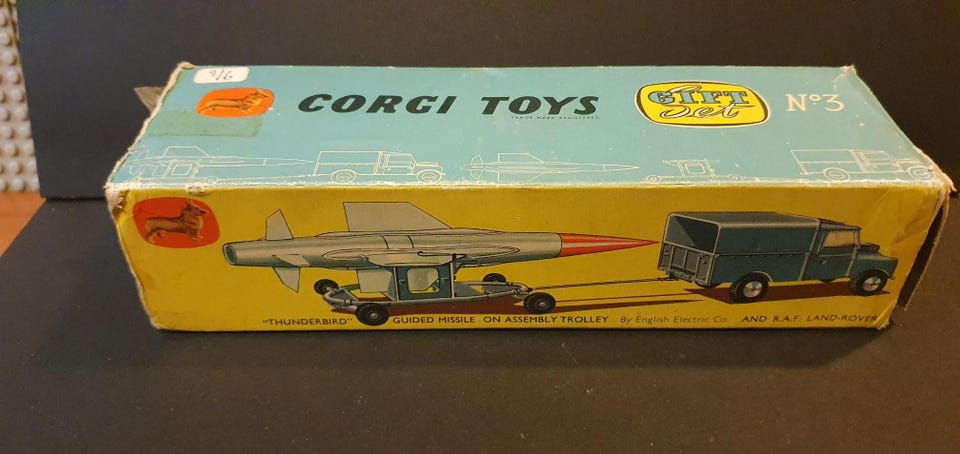 9/6
CORGI TOYS
TRADE MARK REGISTERED
GIFT
Set
Nº3
"THUNDERBIRD" GUIDED MISSILE ON ASSEMBLY TROLLEY By English Electric Co. AND R.A.F. LAND-ROVER